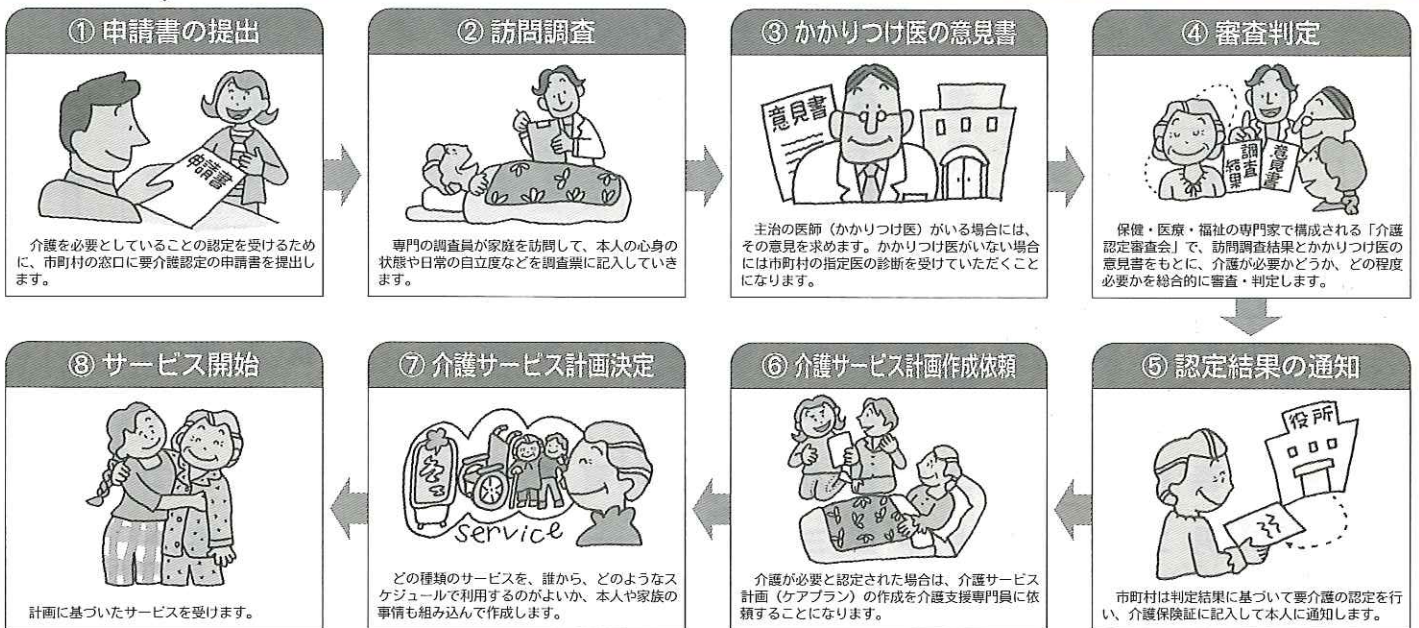 ① 申請書の提出
申請書
介護を必要としていることの認定を受けるため
に、市町村の窓口に要介護認定の申請書を提出し
ます。
② 訪問調査
専門の調査員が家庭を訪問して、本人の心身の
状態や日常の自立度などを調査票に記入していき
ます。
③ かかりつけ医の意見書
意見書
主治の医師（かかりつけ医）がいる場合には、
その意見を求めます。かかりつけ医がいない場合
には市町村の指定医の診断を受けていただくこと
になります。
④ 審査判定
調査
結果
意見書
保健・医療・福祉の専門家で構成される「介護
認定審査会」で、訪問調査結果とかかりつけ医の
意見書をもとに、介護が必要かどうか、どの程度
必要かを総合的に審査・判定します。
⑤ 認定結果の通知
役所
市町村は判定結果に基づいて要介護の認定を行
い、介護保険証に記入して本人に通知します。
⑥ 介護サービス計画作成依頼
介護が必要と認定された場合は、介護サービス
計画（ケアプラン）の作成を介護支援専門員に依
頼することになります。
⑦ 介護サービス計画決定
service
どの種類のサービスを、誰から、どのようなス
ケジュールで利用するのがよいか、本人や家族の
事情も組み込んで作成します。
⑧ サービス開始
計画に基づいたサービスを受けます。